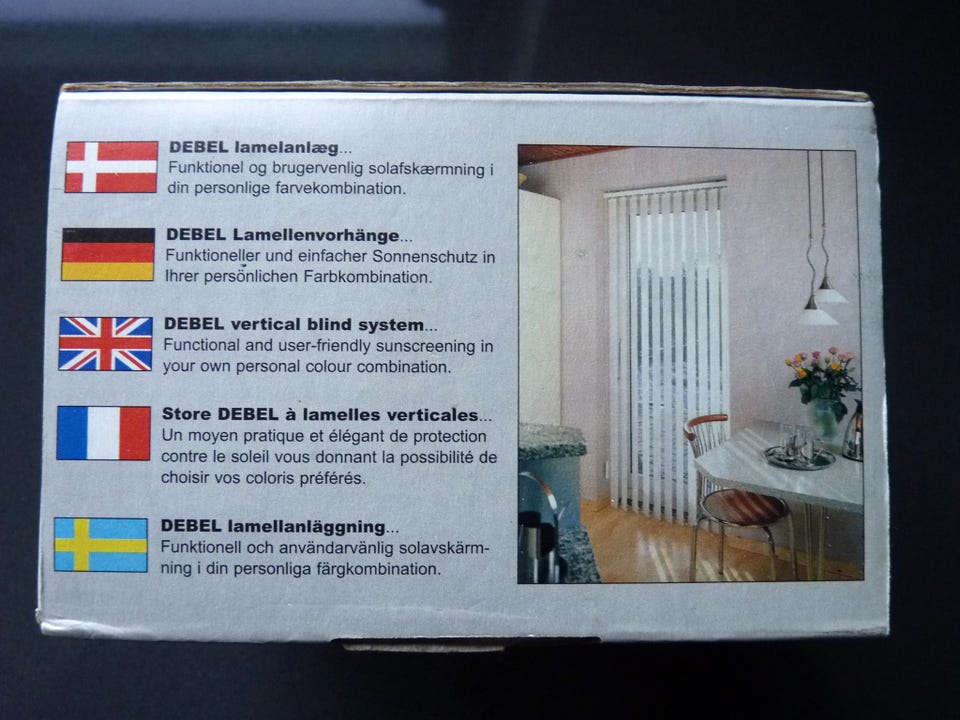 DEBEL lamelanlæg...
Funktionel og brugervenlig solafskærmning i
din personlige farvekombination.
DEBEL Lamellenvorhänge...
Funktioneller und einfacher Sonnenschutz in
Ihrer persönlichen Farbkombination.
DEBEL vertical blind system...
Functional and user-friendly sunscreening in
your own personal colour combination.
Store DEBEL à lamelles verticales...
Un moyen pratique et élégant de protection
contre le soleil vous donnant la possibilité de
choisir vos coloris préférés.
DEBEL lamellanläggning...
Funktionell och användarvänlig solavskärm-
ning i din personliga färgkombination.